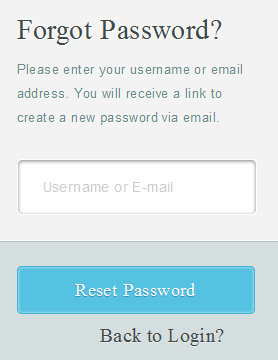 Forgot Password?
Please enter your username or email
address. You will receive a link to
create a new password via email.
Username or E-mail
Reset Password
Back to Login?